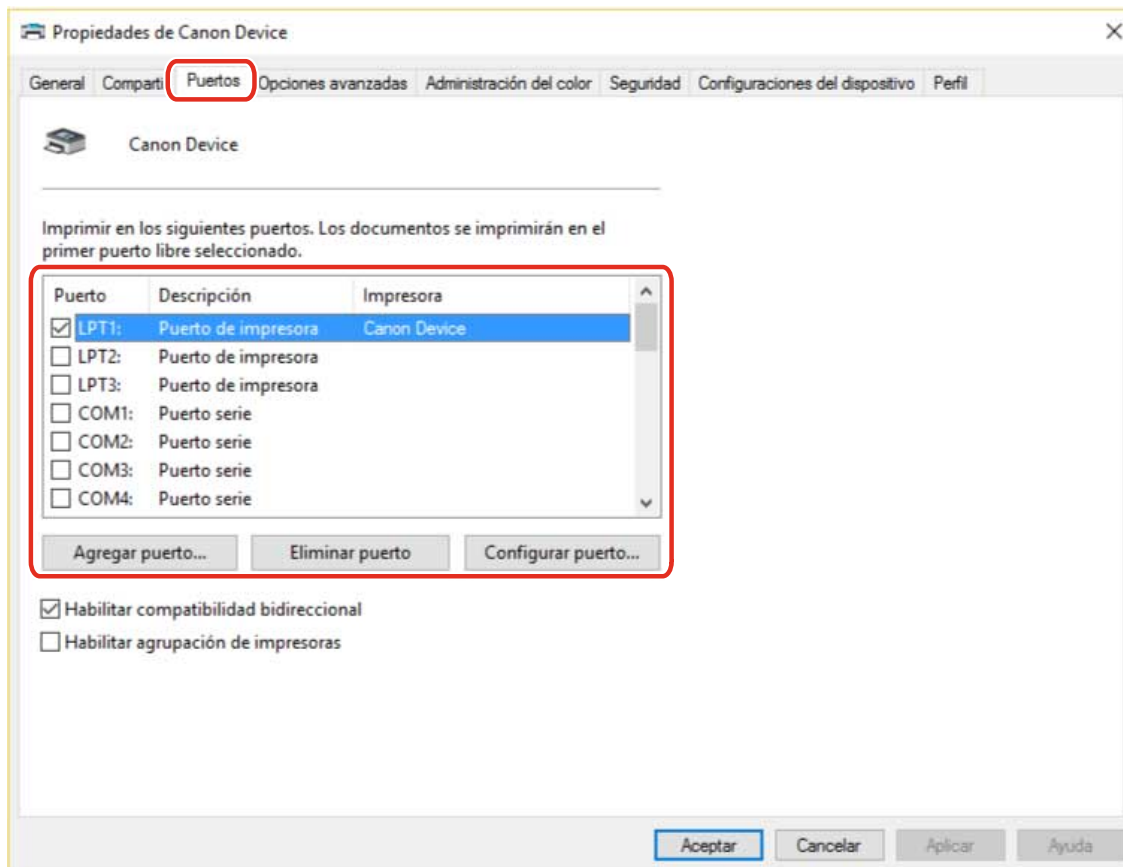 Propiedades de Canon Device
General Comparti Puertos Opciones avanzadas Administración del color Seguridad Configuraciones del dispositivo Perfil
Canon Device
Imprimir en los siguientes puertos. Los documentos se imprimirán en el
primer puerto libre seleccionado.
Puerto Descripción Impresora
LPT1: Puerto de impresora Canon Device
LPT2: Puerto de impresora
LPT3: Puerto de impresora
COM1: Puerto serie
COM2: Puerto serie
COM3: Puerto serie
COM4: Puerto serie
Agregar puerto... Eliminar puerto Configurar puerto...
Habilitar compatibilidad bidireccional
Habilitar agrupación de impresoras
Aceptar Cancelar Aplicar Ayuda